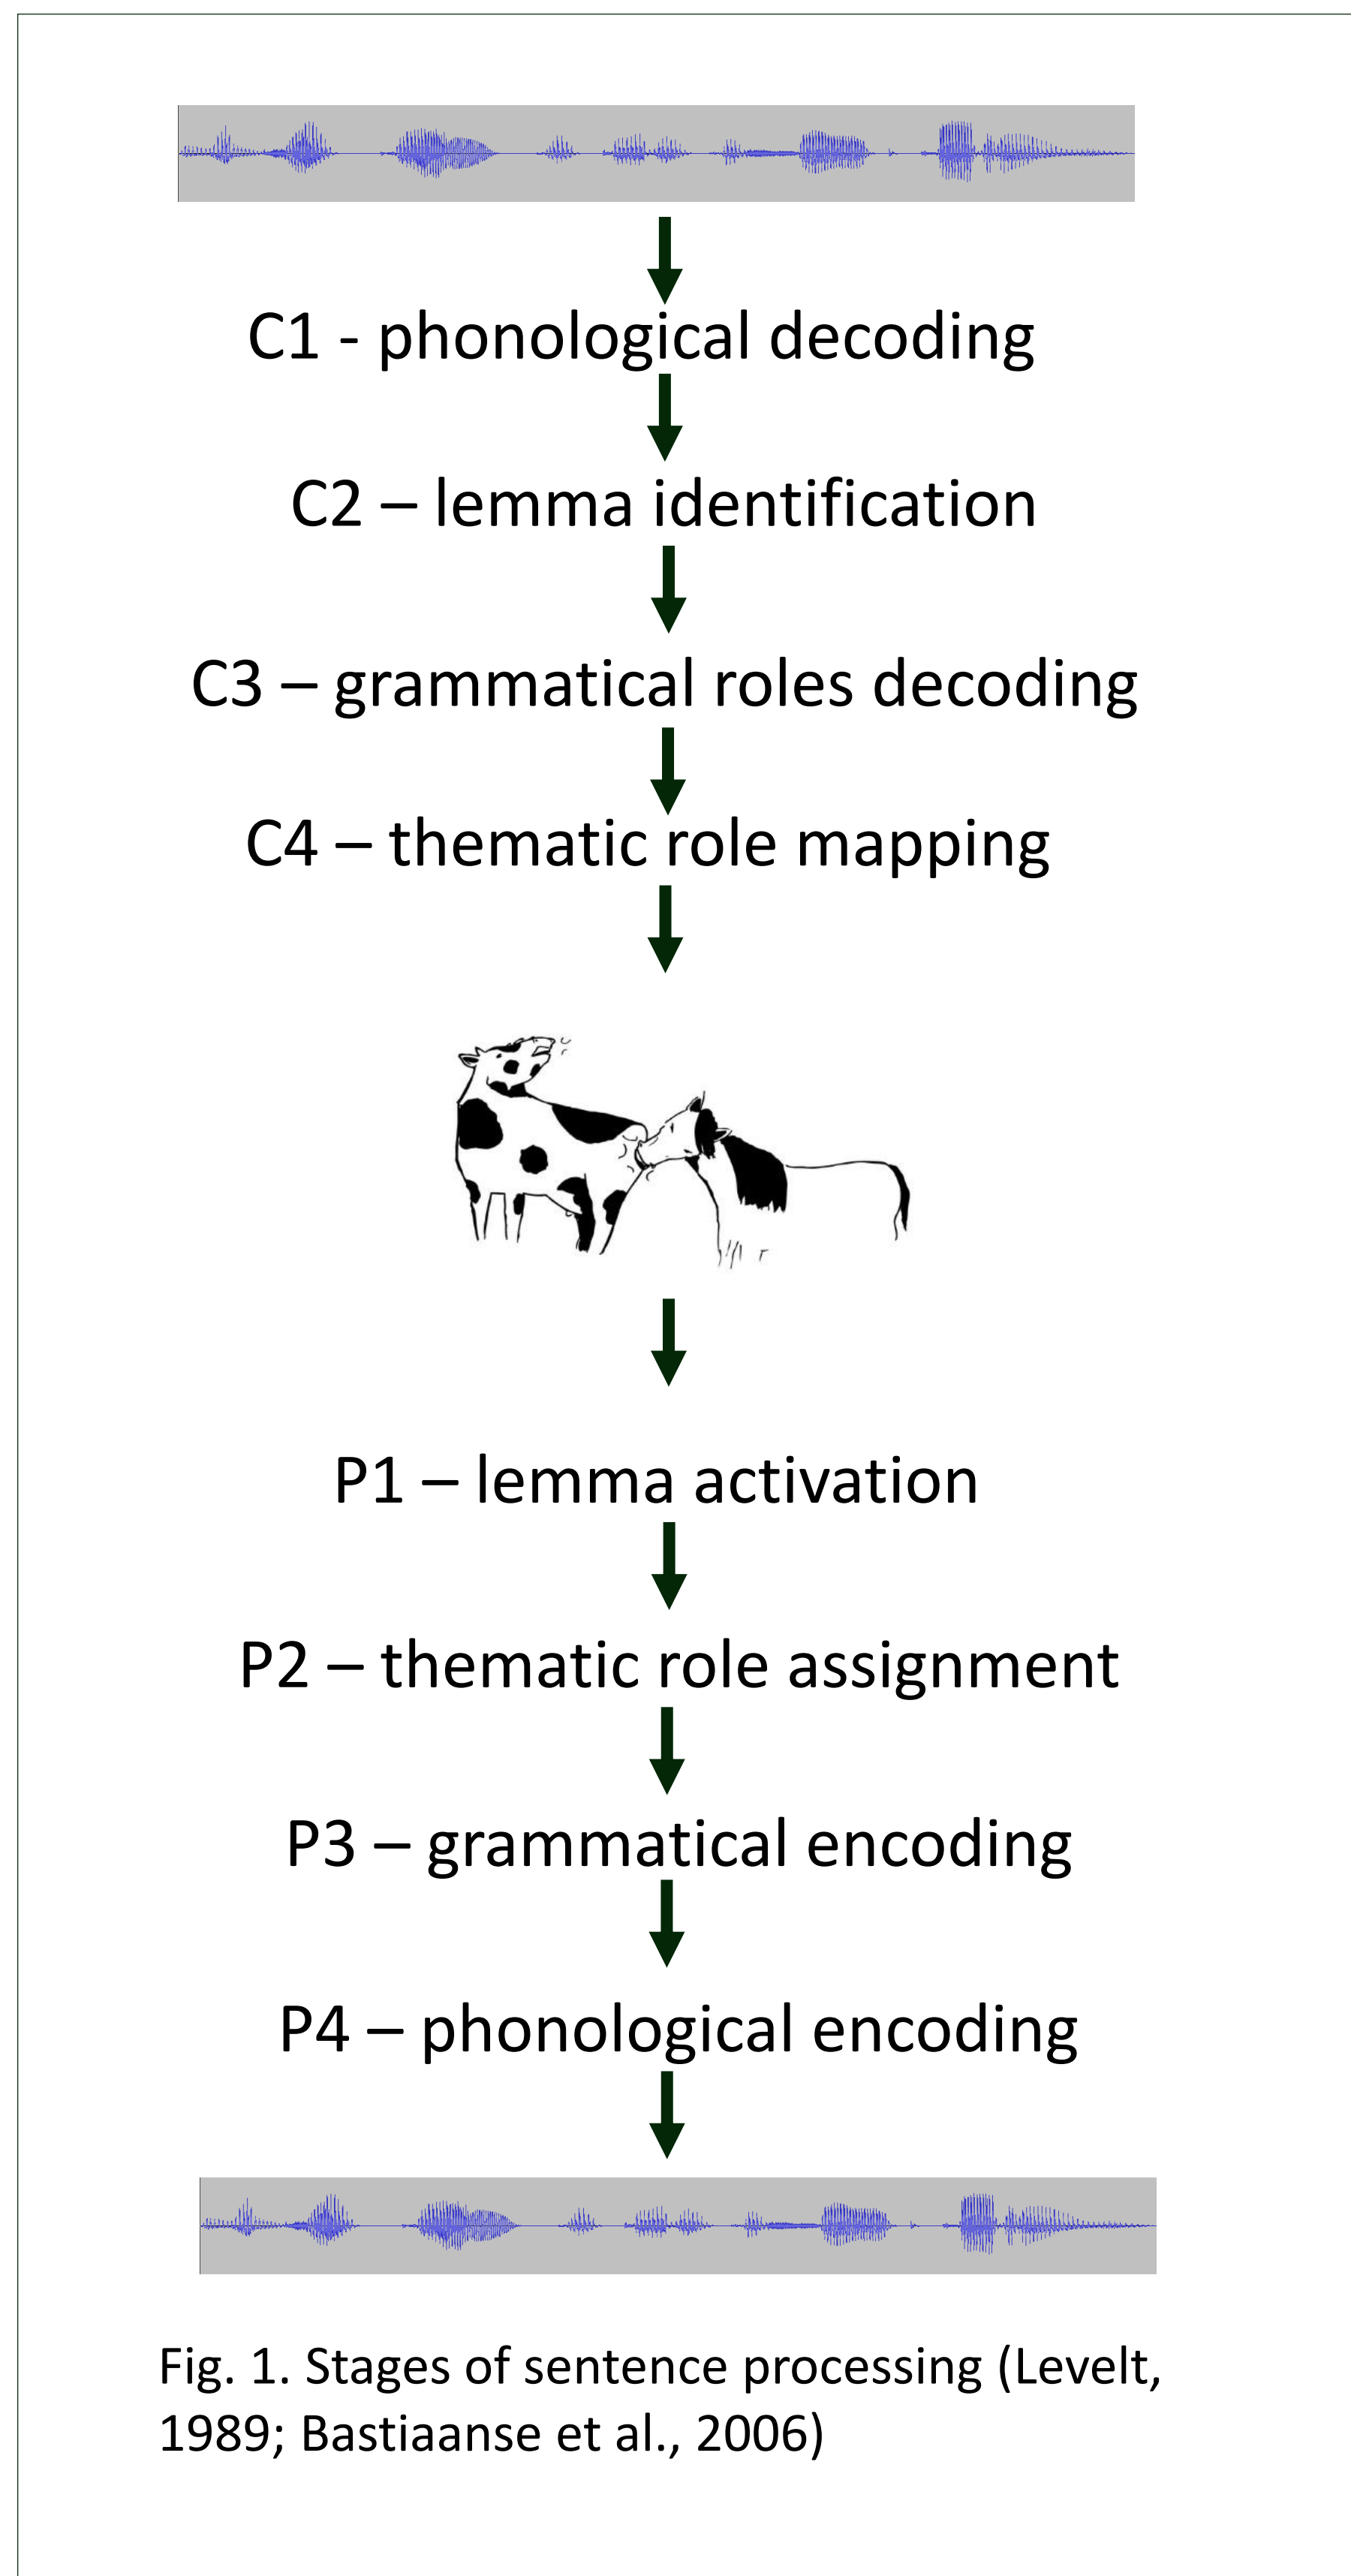 C1 - phonological decoding
C2 – lemma identification
C3 – grammatical roles decoding
C4 – thematic role mapping
P1 – lemma activation
P2 – thematic role assignment
P3 – grammatical encoding
P4 – phonological encoding
Fig. 1. Stages of sentence processing (Levelt,
1989; Bastiaanse et al., 2006)